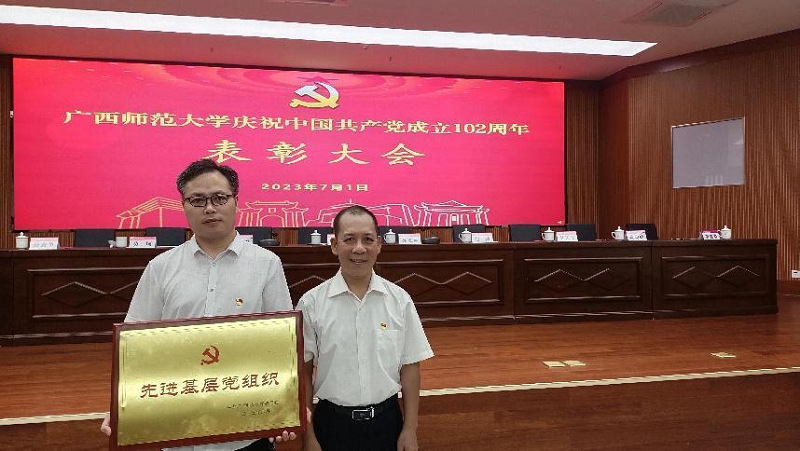 广西师范大学庆祝中国共产党成立102周年
表彰大会
2023年7月1日
先进基层党组织